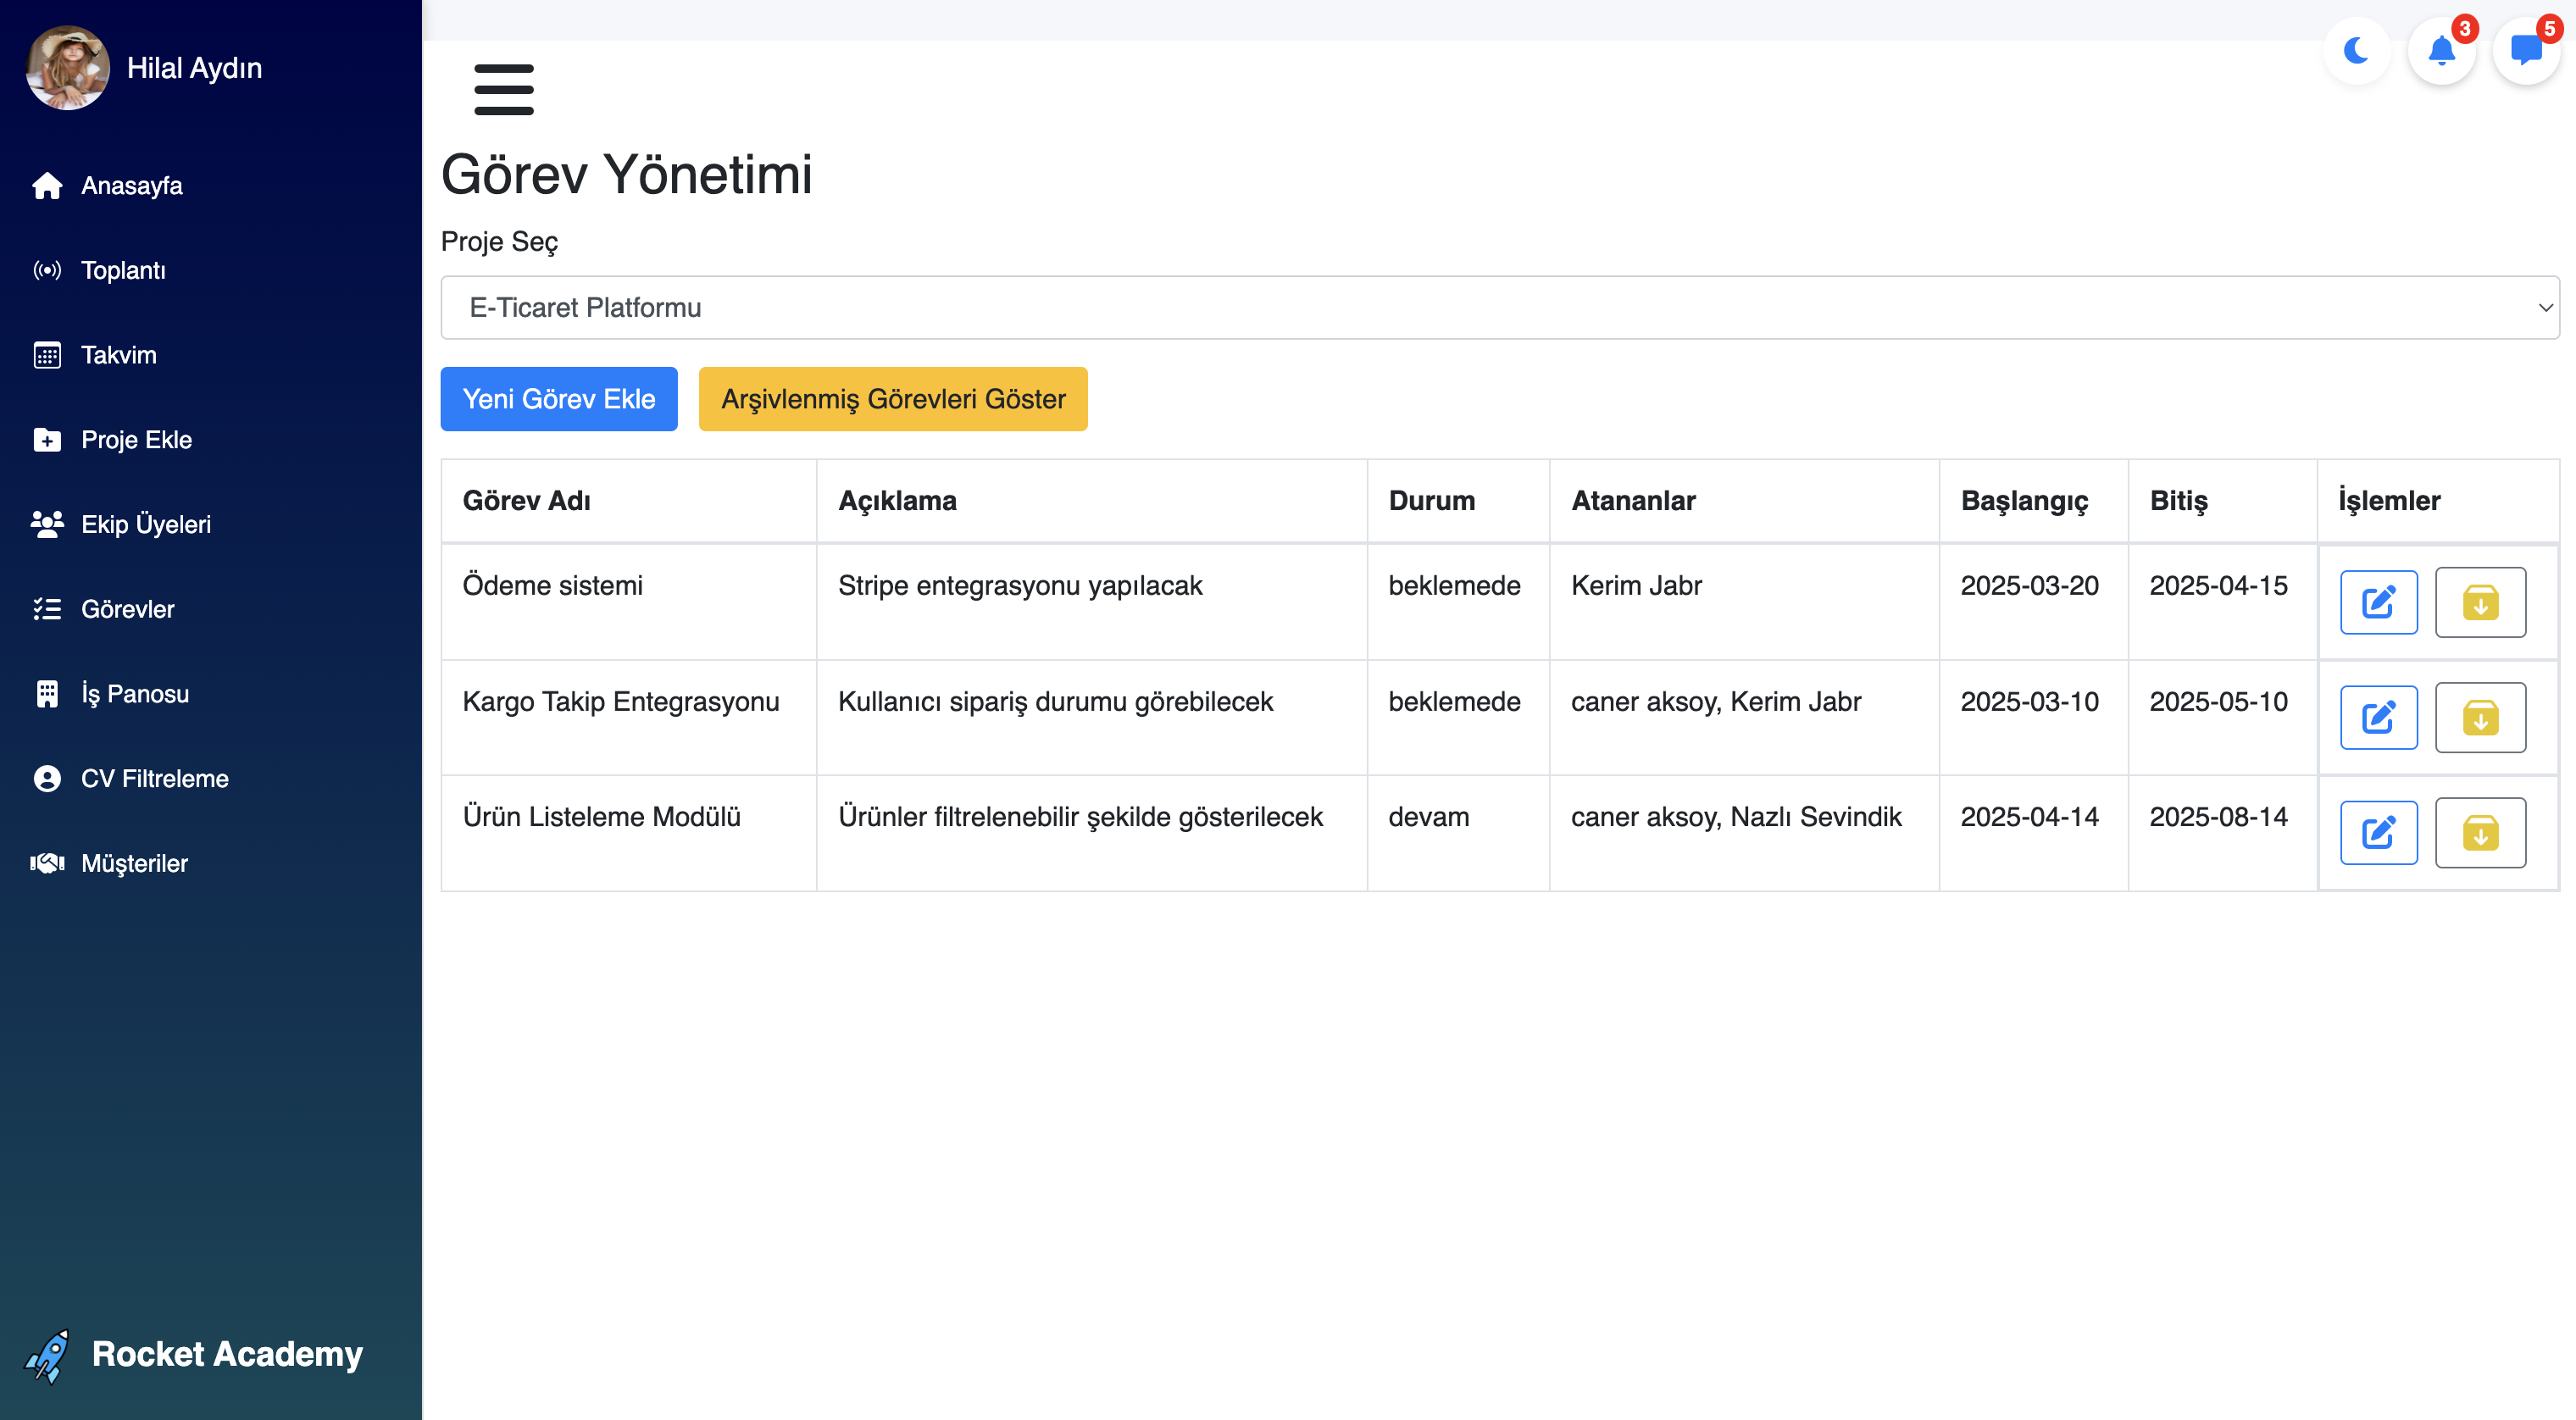 Hilal Aydın
Anasayfa
Toplantı
Takvim
Proje Ekle
Ekip Üyeleri
Görevler
İş Panosu
CV Filtreleme
Müşteriler
Rocket Academy
3
5
Görev Yönetimi
Proje Seç
E-Ticaret Platformu
Yeni Görev Ekle
Arşivlenmiş Görevleri Göster
Görev Adı Açıklama Durum Atananlar Başlangıç Bitiş İşlemler
Ödeme sistemi Stripe entegrasyonu yapılacak beklemede Kerim Jabr 2025-03-20 2025-04-15
Kargo Takip Entegrasyonu Kullanıcı sipariş durumu görebilecek beklemede caner aksoy, Kerim Jabr 2025-03-10 2025-05-10
Ürün Listeleme Modülü Ürünler filtrelenebilir şekilde gösterilecek devam caner aksoy, Nazlı Sevindik 2025-04-14 2025-08-14